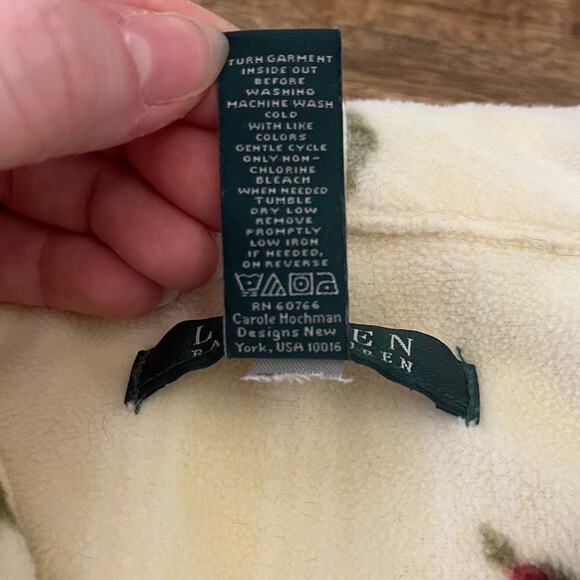 TURN GARMENT
INSIDE OUT
BEFORE
WASHING
MACHINE WASH
COLD
WITH LIKE
COLORS
GENTLE CYCLE
ONLY NON-
CHLORINE
BLEACH
WHEN NEEDED
TUMBLE
DRY LOW
REMOVE
PROMPTLY
LOW IRON
IF NEEDED,
ON REVERSE
RN 60766
Carole Hochman
Designs New
York, USA 10016